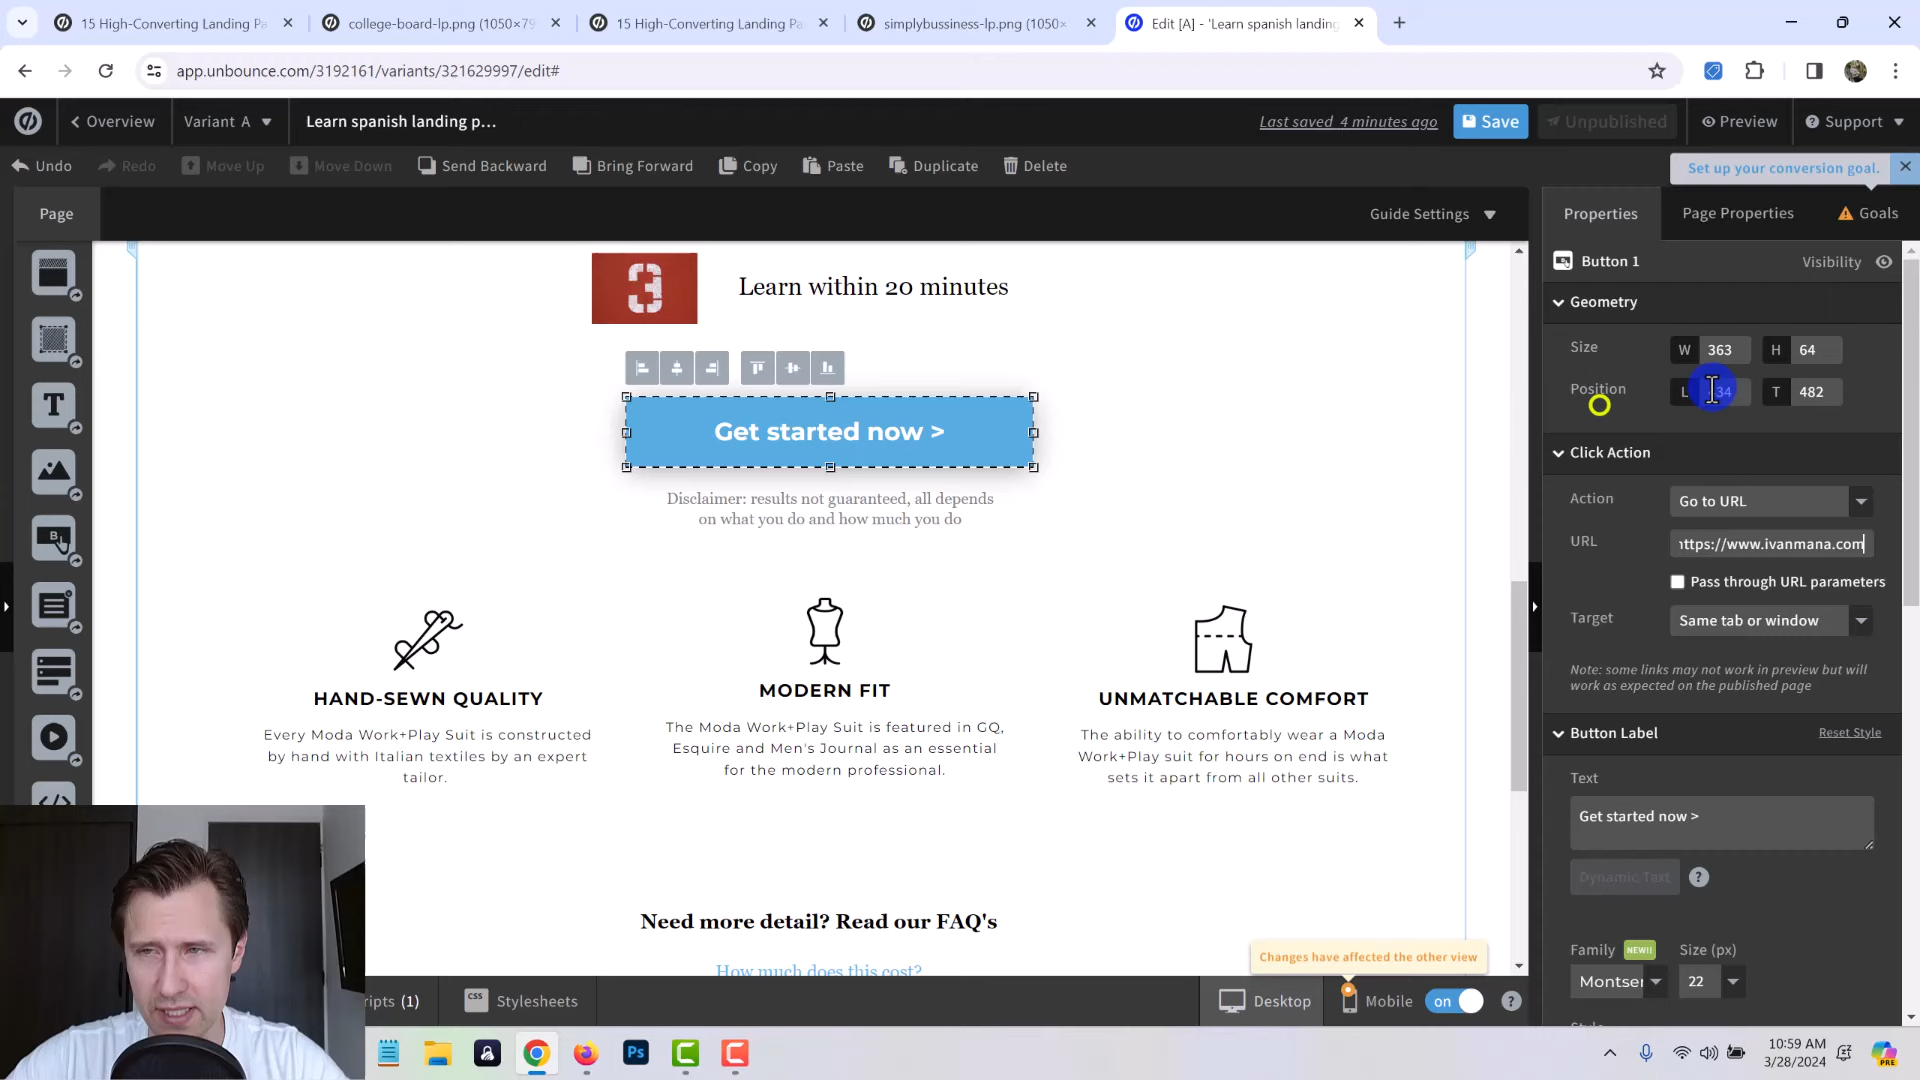 15 High-Converting Landing Pa
college-board-lp.png (1050×79
15 High-Converting Landing Pa
simplybussiness-lp.png (1050×
Edit [A] - 'Learn spanish landing
app.unbounce.com/3192161/variants/321629997/edit#
Overview
Variant A
Learn spanish landing p...
Last saved 4 minutes ago
Save
Unpublished
Preview
Support
Undo
Redo
Move Up
Move Down
Send Backward
Bring Forward
Copy
Paste
Duplicate
Delete
Set up your conversion goal.
Page
Guide Settings
Properties
Page Properties
Goals
3
Learn within 20 minutes
Get started now >
Disclaimer: results not guaranteed, all depends
on what you do and how much you do
HAND-SEWN QUALITY
Every Moda Work+Play Suit is constructed
by hand with Italian textiles by an expert
tailor.
MODERN FIT
The Moda Work+Play Suit is featured in GQ,
Esquire and Men's Journal as an essential
for the modern professional.
UNMATCHABLE COMFORT
The ability to comfortably wear a Moda
Work+Play suit for hours on end is what
sets it apart from all other suits.
Need more detail? Read our FAQ's
How much does this cost?
Button 1
Visibility
Geometry
Size
W 363
H 64
Position
L
T 482
Click Action
Action
Go to URL
URL
https://www.ivanmana.com
Pass through URL parameters
Target
Same tab or window
Note: some links may not work in preview but will
work as expected on the published page
Button Label
Reset Style
Text
Get started now >
Dynamic Text
?
Family NEW!!
Size (px)
Montser
22
Changes have affected the other view
ripts (1)
CSS
Stylesheets
Desktop
Mobile
on
?
Ps
10:59 AM
3/28/2024
PRE